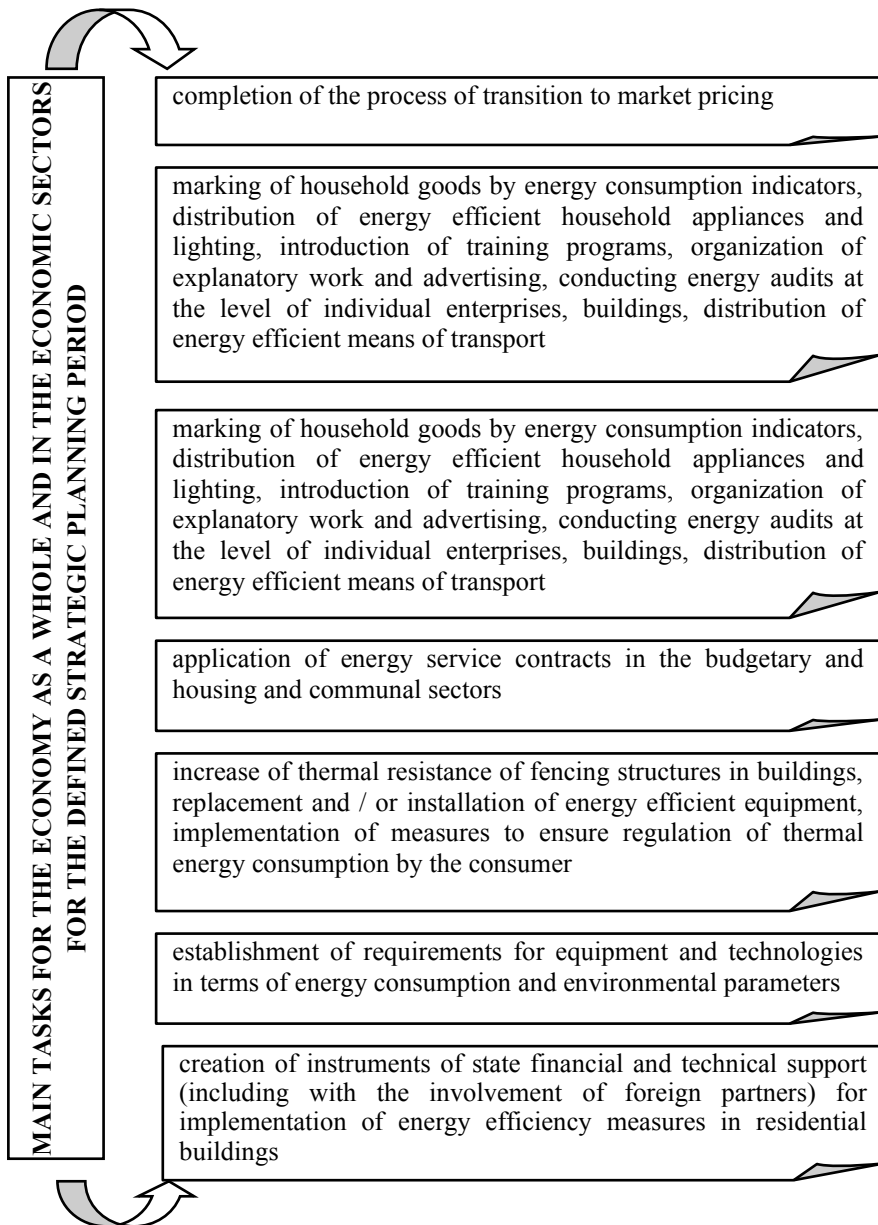 MAIN TASKS FOR THE ECONOMY AS A WHOLE AND IN THE ECONOMIC SECTORS
FOR THE DEFINED STRATEGIC PLANNING PERIOD
completion of the process of transition to market pricing
marking of household goods by energy consumption indicators,
distribution of energy efficient household appliances and
lighting, introduction of training programs, organization of
explanatory work and advertising, conducting energy audits at
the level of individual enterprises, buildings, distribution of
energy efficient means of transport
marking of household goods by energy consumption indicators,
distribution of energy efficient household appliances and
lighting, introduction of training programs, organization of
explanatory work and advertising, conducting energy audits at
the level of individual enterprises, buildings, distribution of
energy efficient means of transport
application of energy service contracts in the budgetary and
housing and communal sectors
increase of thermal resistance of fencing structures in buildings,
replacement and / or installation of energy efficient equipment,
implementation of measures to ensure regulation of thermal
energy consumption by the consumer
establishment of requirements for equipment and technologies
in terms of energy consumption and environmental parameters
creation of instruments of state financial and technical support
(including with the involvement of foreign partners) for
implementation of energy efficiency measures in residential
buildings